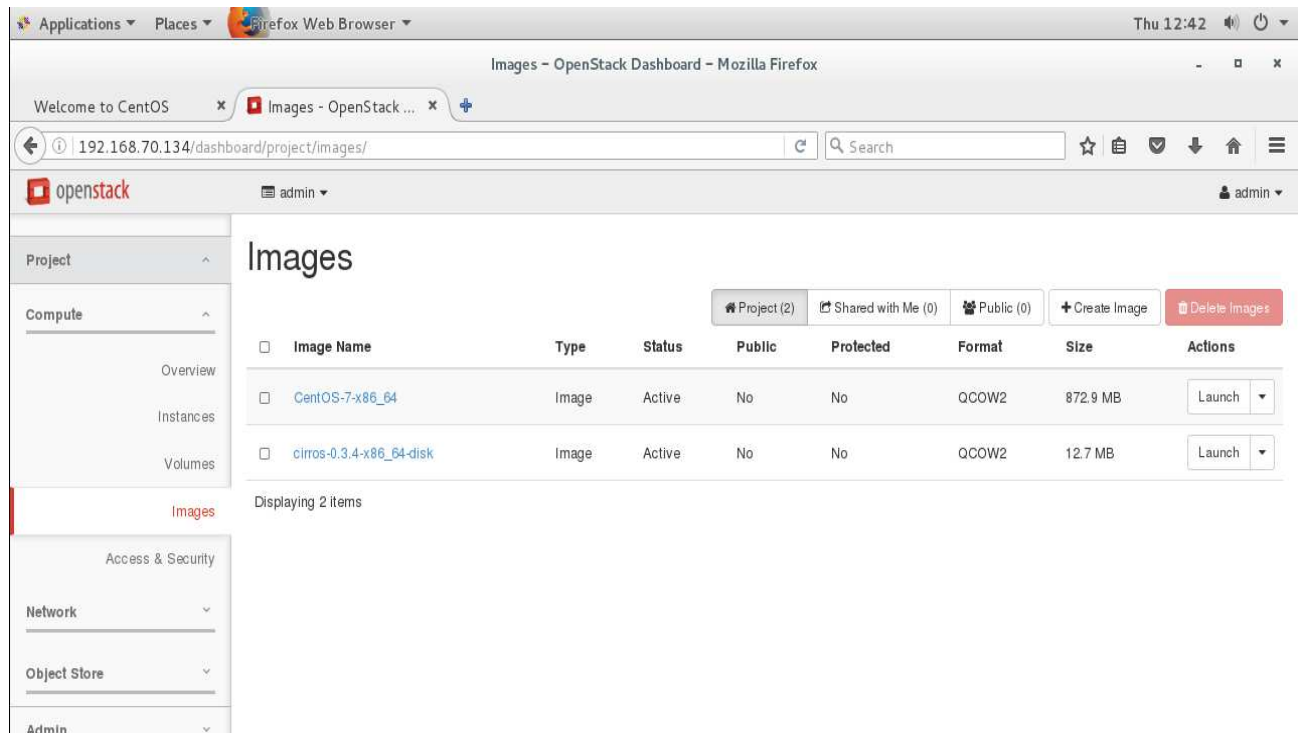 Applications Places Firefox Web Browser Thu 12:42
Images - OpenStack Dashboard - Mozilla Firefox
Welcome to CentOS Images - OpenStack ...
192.168.70.134/dashboard/project/images/ Search
openstack admin admin
Project
Images
Project (2) Shared with Me (0) Public (0) Create Image Delete Images
Compute
Image Name Type Status Public Protected Format Size Actions
Overview
CentOS-7-x86_64 Image Active No No QCOW2 872.9 MB Launch
Instances
cirros-0.3.4-x86_64-disk Image Active No No QCOW2 12.7 MB Launch
Volumes
Displaying 2 items
Images
Access & Security
Network
Object Store
Admin